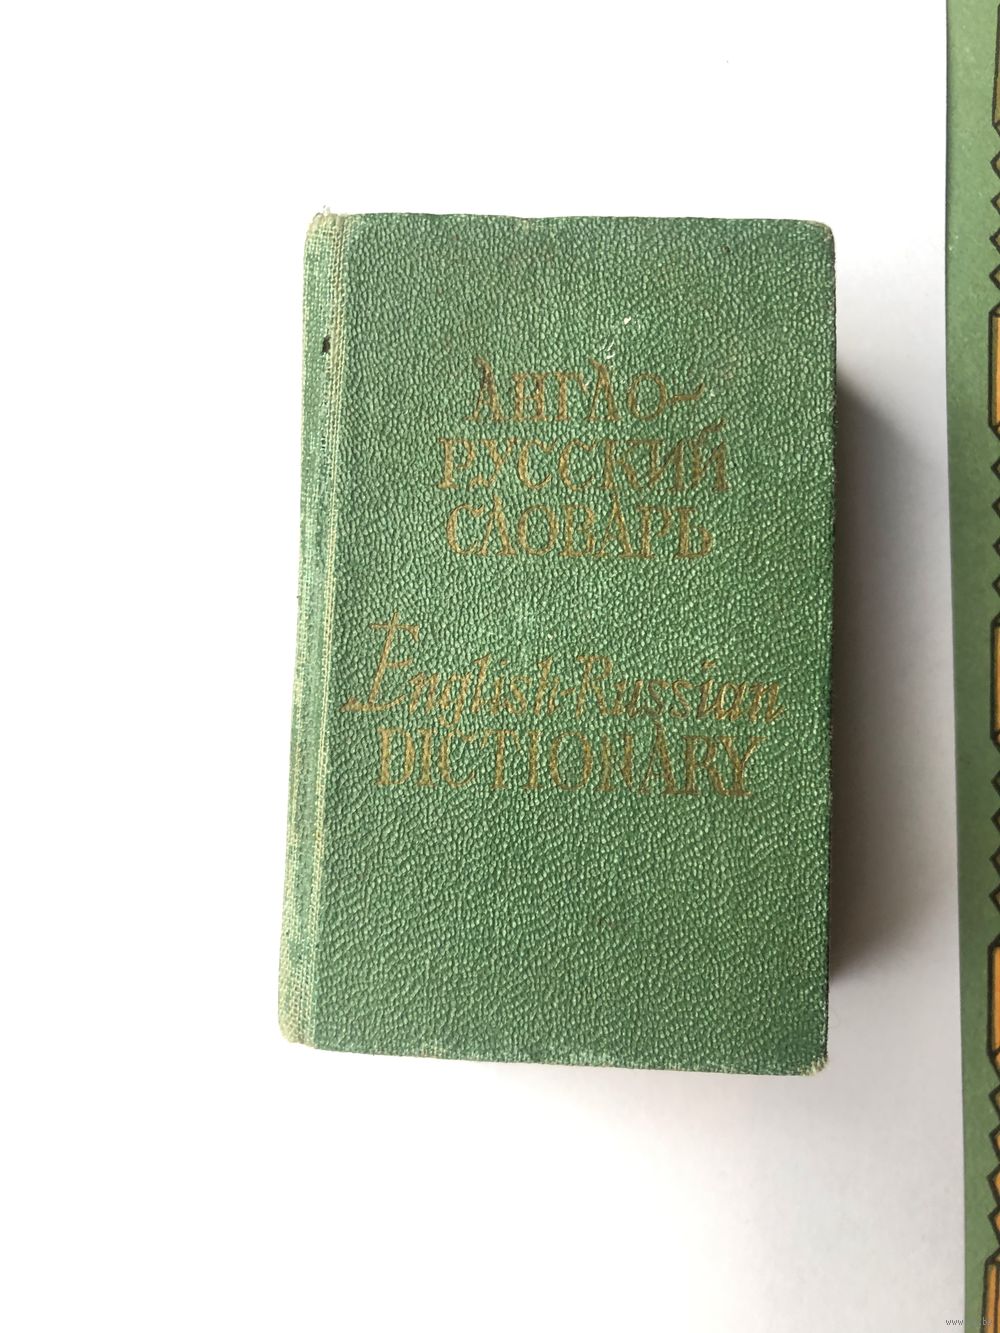 АНГЛО-
РУССКИЙ
СЛОВАРЬ
English-Russian
DICTIONARY